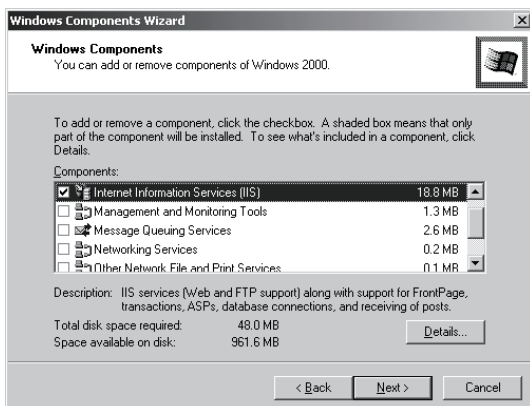 Windows Components Wizard
Windows Components
You can add or remove components of Windows 2000.
To add or remove a component, click the checkbox. A shaded box means that only
part of the component will be installed. To see what's included in a component, click
Details.
Components:
Internet Information Services (IIS) 18.8 MB
Management and Monitoring Tools 1.3 MB
Message Queuing Services 2.6 MB
Networking Services 0.2 MB
Other Network File and Print Services 0.1 MB
Description: IIS services (Web and FTP support) along with support for FrontPage,
transactions, ASPs, database connections, and receiving of posts.
Total disk space required: 48.0 MB
Space available on disk: 961.6 MB
Details...
< Back Next > Cancel